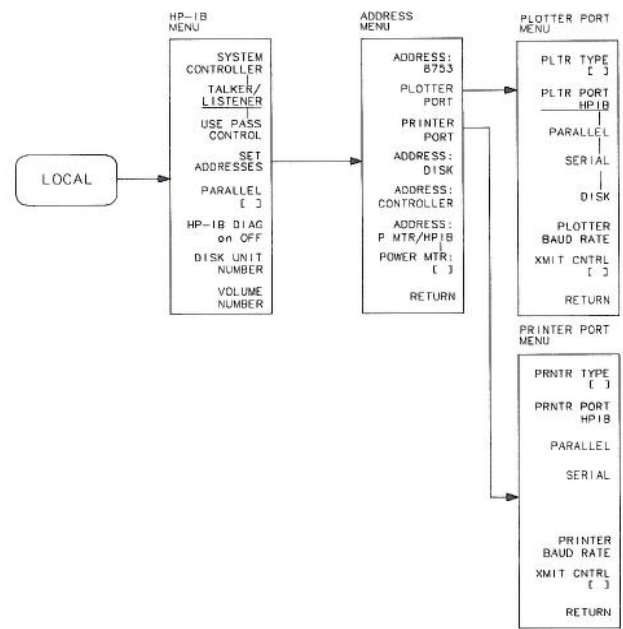 LOCAL
HP-IB
MENU
SYSTEM
CONTROLLER
TALKER/
LISTENER
USE PASS
CONTROL
SET
ADDRESSES
PARALLEL
[ ]
HP-IB DIAG
on OFF
DISK UNIT
NUMBER
VOLUME
NUMBER
ADDRESS
MENU
ADDRESS:
8753
PLOTTER
PORT
PRINTER
PORT
ADDRESS:
DISK
ADDRESS:
CONTROLLER
ADDRESS:
P MTR/HPIB
POWER MTR:
[ ]
RETURN
PLOTTER PORT
MENU
PLTR TYPE
[ ]
PLTR PORT
HPIB
PARALLEL
SERIAL
DISK
PLOTTER
BAUD RATE
XMIT CNTRL
[ ]
RETURN
PRINTER PORT
MENU
PRNTR TYPE
[ ]
PRNTR PORT
HPIB
PARALLEL
SERIAL
PRINTER
BAUD RATE
XMIT CNTRL
[ ]
RETURN